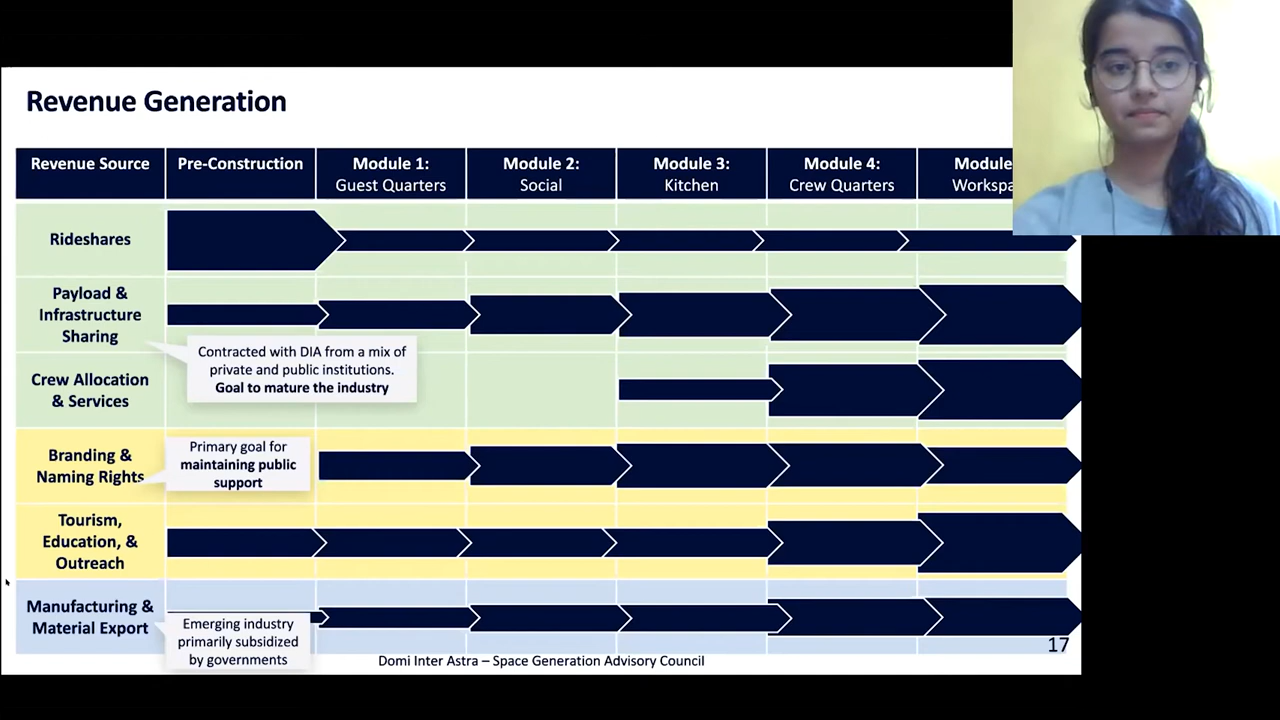 Revenue Generation
Revenue Source
Pre-Construction
Module 1:
Guest Quarters
Module 2:
Social
Module 3:
Kitchen
Module 4:
Crew Quarters
Module
Rideshares
Payload &
Infrastructure
Sharing
Contracted with DIA from a mix of
private and public institutions.
Goal to mature the industry
Crew Allocation
& Services
Branding &
Naming Rights
Primary goal for
maintaining public
support
Tourism,
Education, &
Outreach
Manufacturing &
Material Export
Emerging industry
primarily subsidized
by governments
Domi Inter Astra – Space Generation Advisory Council
17